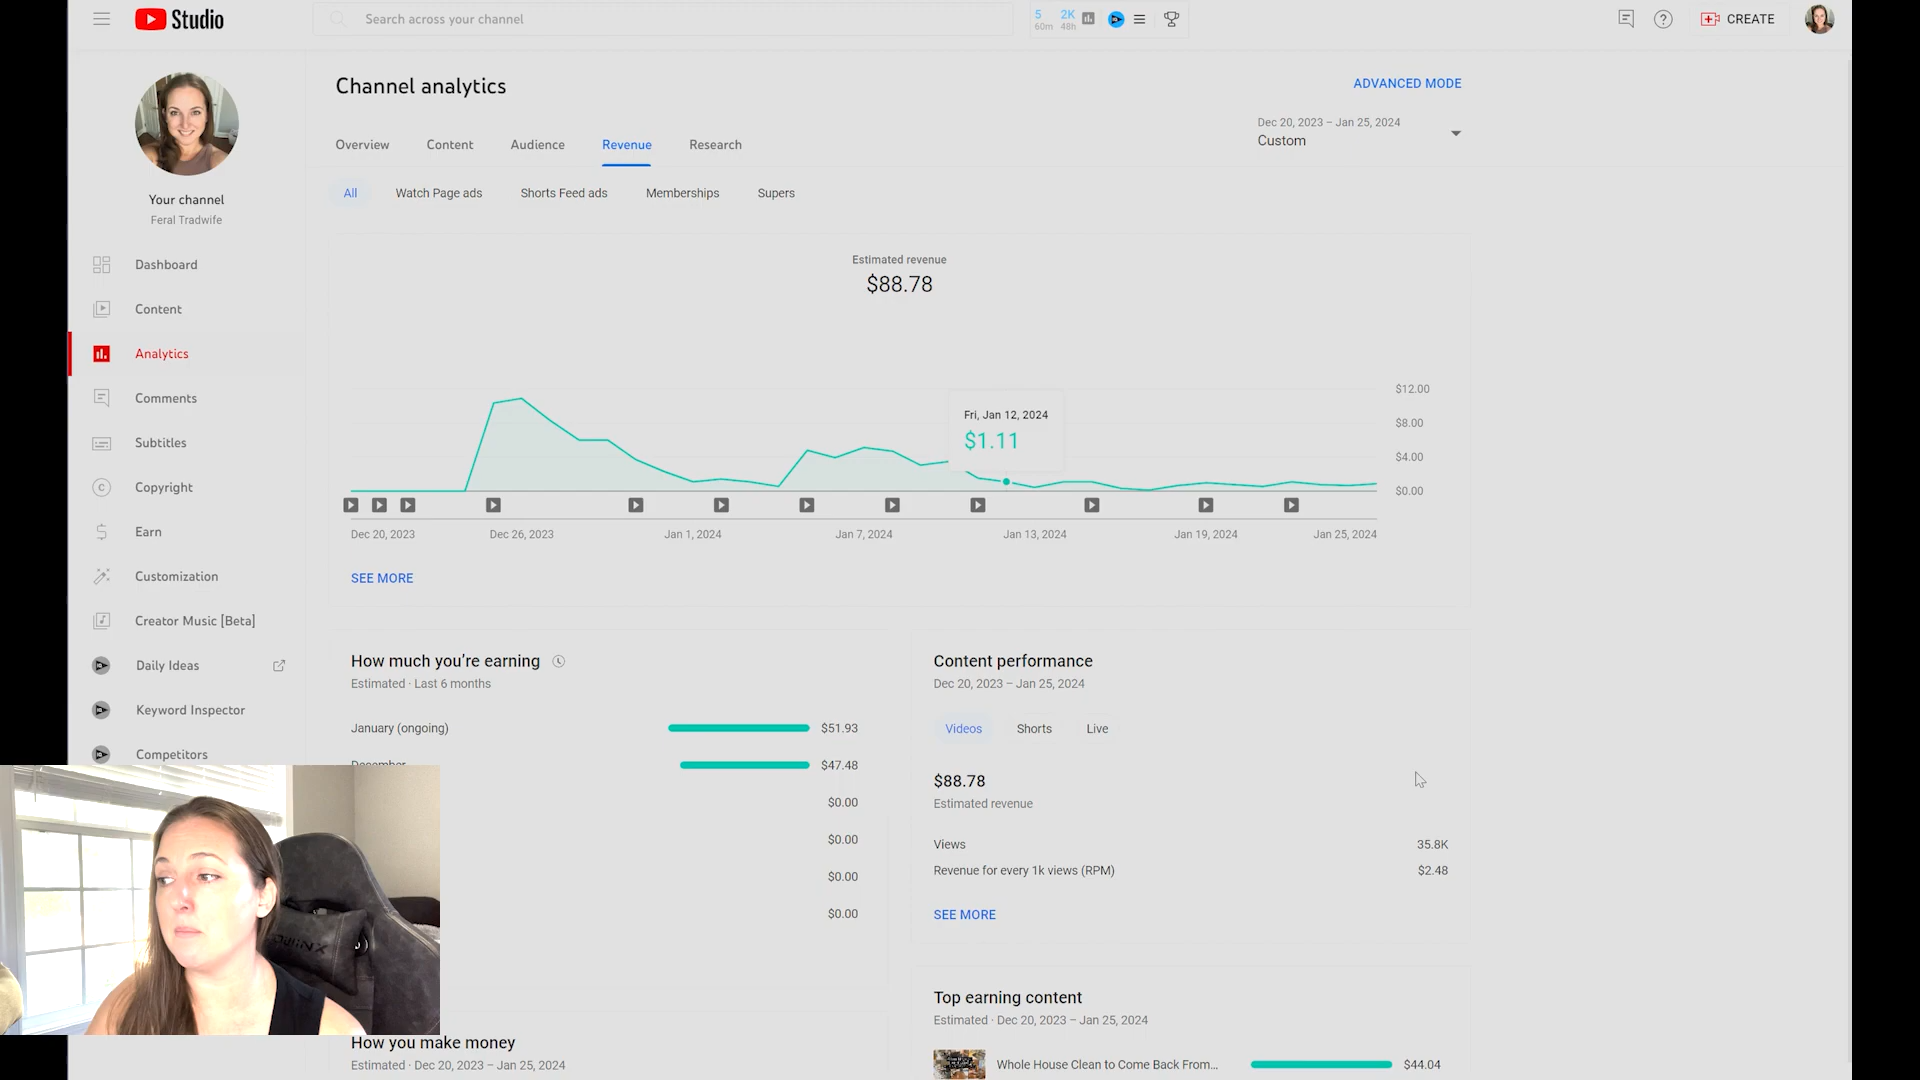 Studio
Search across your channel
5
60m
2K
48h
CREATE
Your channel
Feral Tradwife
Dashboard
Content
Analytics
Comments
Subtitles
Copyright
Earn
Customization
Creator Music [Beta]
Daily Ideas
Keyword Inspector
Competitors
Channel analytics
ADVANCED MODE
Dec 20, 2023 – Jan 25, 2024
Custom
Overview
Content
Audience
Revenue
Research
All
Watch Page ads
Shorts Feed ads
Memberships
Supers
Estimated revenue
$88.78
$12.00
$8.00
$4.00
$0.00
Fri, Jan 12, 2024
$1.11
Dec 20, 2023
Dec 26, 2023
Jan 1, 2024
Jan 7, 2024
Jan 13, 2024
Jan 19, 2024
Jan 25, 2024
SEE MORE
How much you’re earning
Estimated · Last 6 months
January (ongoing) $51.93
December $47.48
$0.00
$0.00
$0.00
$0.00
How you make money
Estimated · Dec 20, 2023 – Jan 25, 2024
Content performance
Dec 20, 2023 – Jan 25, 2024
Videos
Shorts
Live
$88.78
Estimated revenue
Views 35.8K
Revenue for every 1k views (RPM) $2.48
SEE MORE
Top earning content
Estimated · Dec 20, 2023 – Jan 25, 2024
Whole House Clean to Come Back From... $44.04